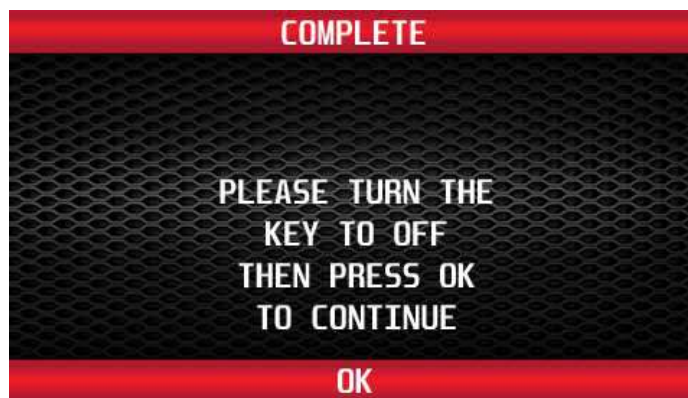 COMPLETE
PLEASE TURN THE
KEY TO OFF
THEN PRESS OK
TO CONTINUE
OK